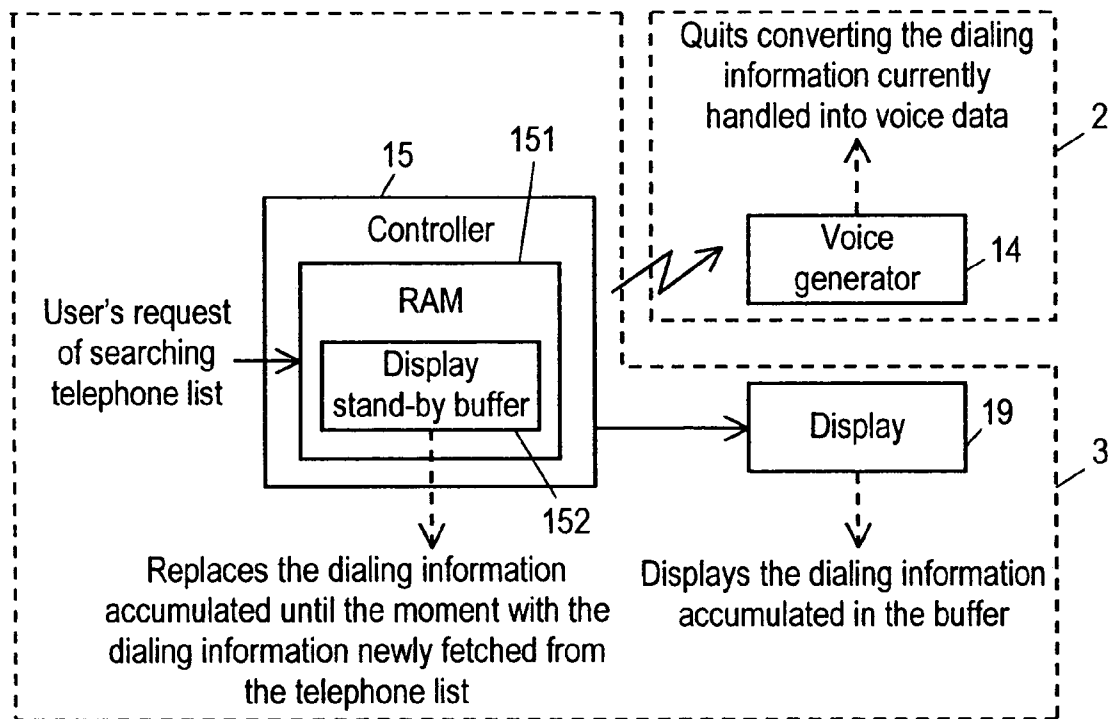 Quits converting the dialing
information currently
handled into voice data
2
151
15
Controller
Voice
generator
14
RAM
User's request
of searching
telephone list
Display
stand-by buffer
Display
19
3
152
Replaces the dialing information
accumulated until the moment with the
dialing information newly fetched from
the telephone list
Displays the dialing information
accumulated in the buffer